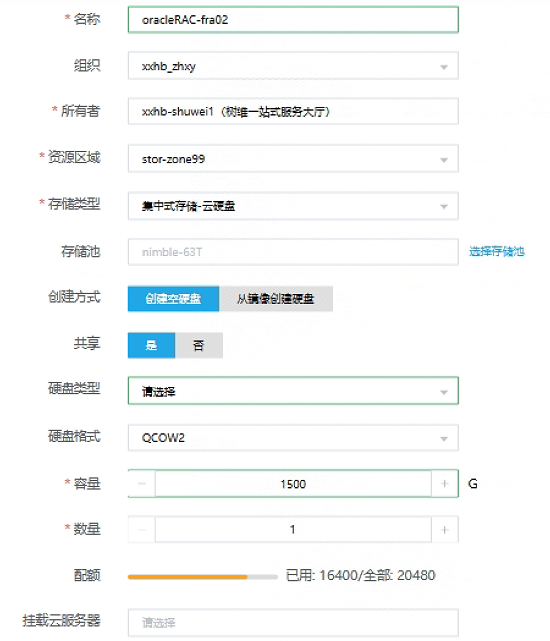 * 名称 oracleRAC-fra02
组织 xxhb_zhxy
* 所有者 xxhb-shuwei1（树维一站式服务大厅）
* 资源区域 stor-zone99
* 存储类型 集中式存储-云硬盘
存储池 nimble-63T 选择存储池
创建方式 创建空硬盘 从镜像创建硬盘
共享 是 否
硬盘类型 请选择
硬盘格式 QCOW2
* 容量 − 1500 + G
* 数量 − 1 +
配额 已用: 16400/全部: 20480
挂载云服务器 请选择